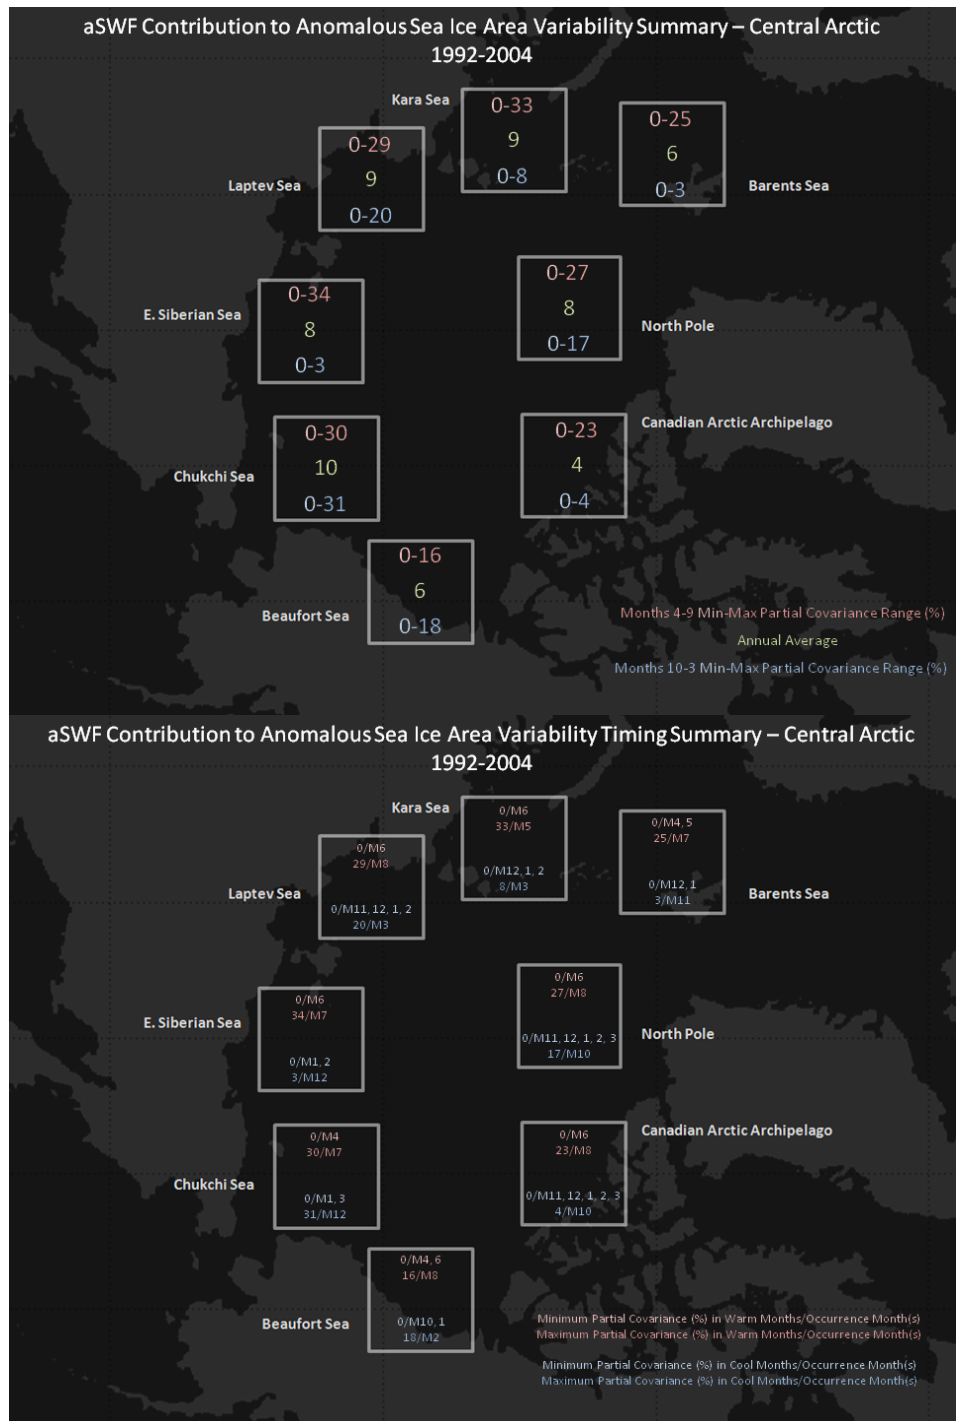 aSWF Contribution to Anomalous Sea Ice Area Variability Summary – Central Arctic
1992-2004
Kara Sea
0-33
9
0-8
0-25
6
0-3
Barents Sea
Laptev Sea
0-29
9
0-20
E. Siberian Sea
0-34
8
0-3
0-27
8
0-17
North Pole
Chukchi Sea
0-30
10
0-31
0-23
4
0-4
Canadian Arctic Archipelago
Beaufort Sea
0-16
6
0-18
Months 4-9 Min-Max Partial Covariance Range (%)
Annual Average
Months 10-3 Min-Max Partial Covariance Range (%)
aSWF Contribution to Anomalous Sea Ice Area Variability Timing Summary – Central Arctic
1992-2004
Kara Sea
0/M6
33/M5
0/M12, 1, 2
8/M3
0/M4, 5
25/M7
0/M12, 1
3/M11
Barents Sea
Laptev Sea
0/M6
29/M8
0/M11, 12, 1, 2
20/M3
E. Siberian Sea
0/M6
34/M7
0/M1, 2
3/M12
0/M6
27/M8
0/M11, 12, 1, 2, 3
17/M10
North Pole
Chukchi Sea
0/M4
30/M7
0/M1, 3
31/M12
0/M6
23/M8
0/M11, 12, 1, 2, 3
4/M10
Canadian Arctic Archipelago
Beaufort Sea
0/M4, 6
16/M8
0/M10, 1
18/M2
Minimum Partial Covariance (%) in Warm Months/Occurrence Month(s)
Maximum Partial Covariance (%) in Warm Months/Occurrence Month(s)
Minimum Partial Covariance (%) in Cool Months/Occurrence Month(s)
Maximum Partial Covariance (%) in Cool Months/Occurrence Month(s)